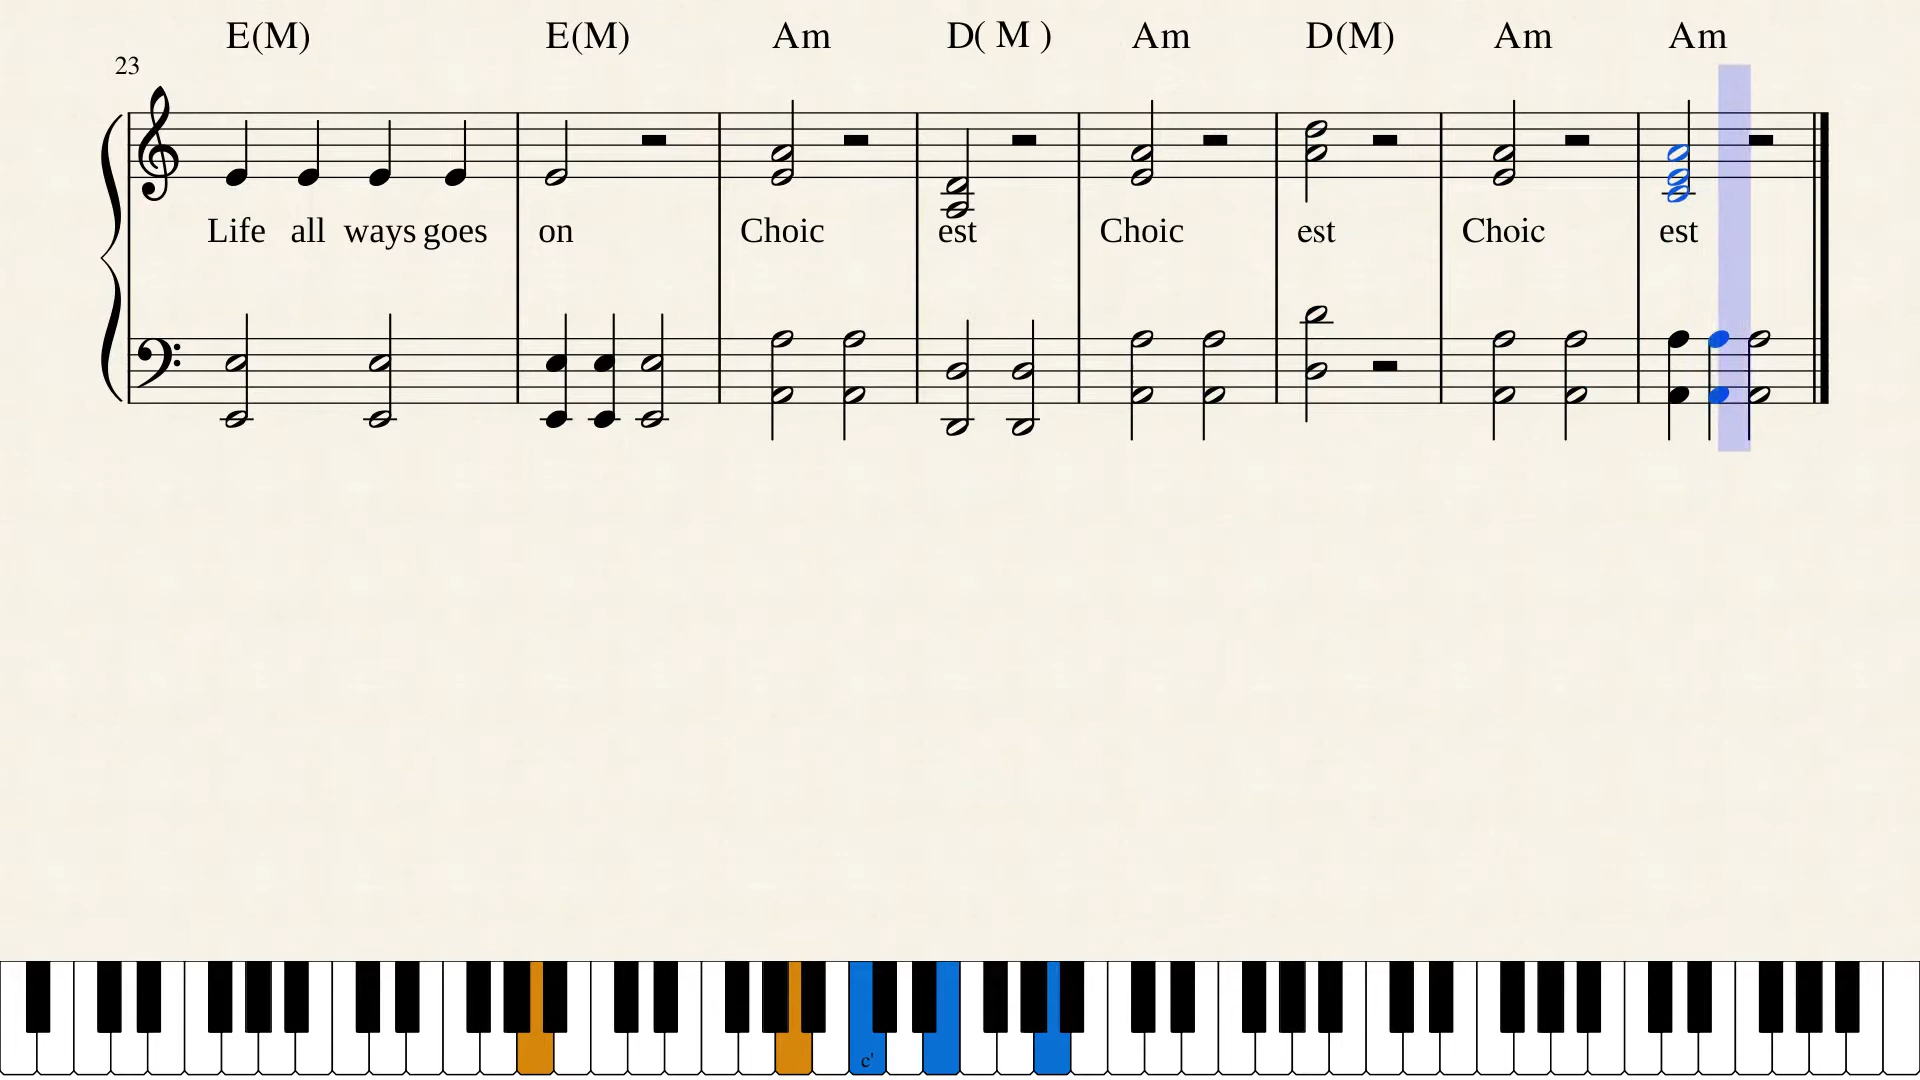 E(M) E(M) Am D( M ) Am D(M) Am Am
23
Life all ways goes on Choic est Choic est Choic est
c'